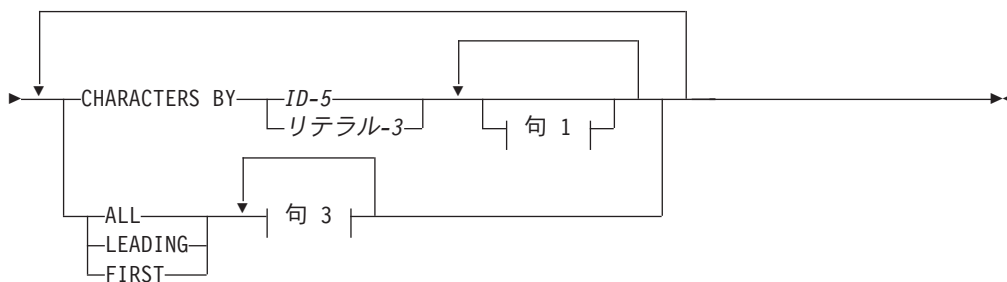 CHARACTERS BY ID-5
リテラル-3
句 1
ALL
句 3
LEADING
FIRST